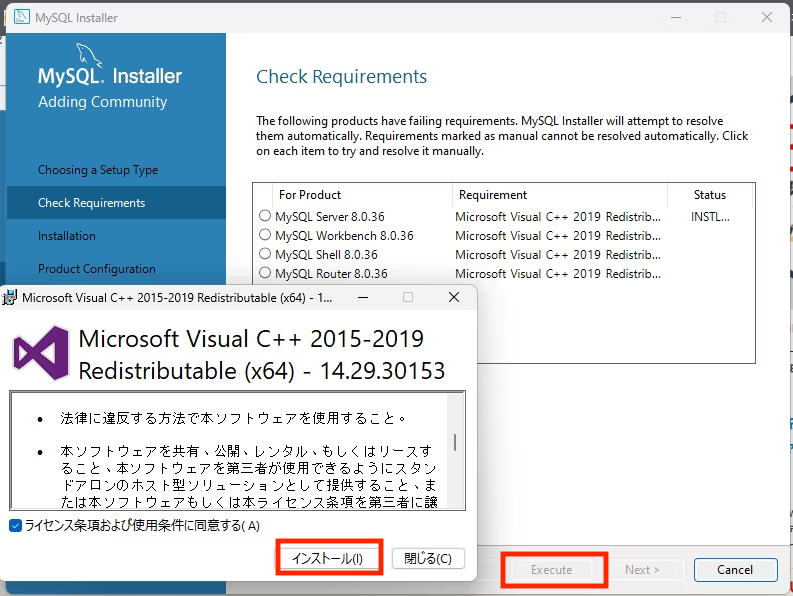 MySQL Installer
MySQL. Installer
Adding Community
Choosing a Setup Type
Check Requirements
Installation
Product Configuration
Check Requirements
The following products have failing requirements. MySQL Installer will attempt to resolve
them automatically. Requirements marked as manual cannot be resolved automatically. Click
on each item to try and resolve it manually.
For Product Requirement Status
MySQL Server 8.0.36 Microsoft Visual C++ 2019 Redistrib... INSTL...
MySQL Workbench 8.0.36 Microsoft Visual C++ 2019 Redistrib...
MySQL Shell 8.0.36 Microsoft Visual C++ 2019 Redistrib...
MySQL Router 8.0.36 Microsoft Visual C++ 2019 Redistrib...
Microsoft Visual C++ 2015-2019 Redistributable (x64) - 1...
Microsoft Visual C++ 2015-2019
Redistributable (x64) - 14.29.30153
• 法律に違反する方法で本ソフトウェアを使用すること。
• 本ソフトウェアを共有、公開、レンタル、もしくはリースす
ること、本ソフトウェアを第三者が使用できるようにスタン
ドアロンのホスト型ソリューションとして提供すること、ま
たは本ソフトウェアもしくは本ライセンス条項を第三者に譲
ライセンス条項および使用条件に同意する(A)
インストール(I) 閉じる(C)
Execute Next > Cancel